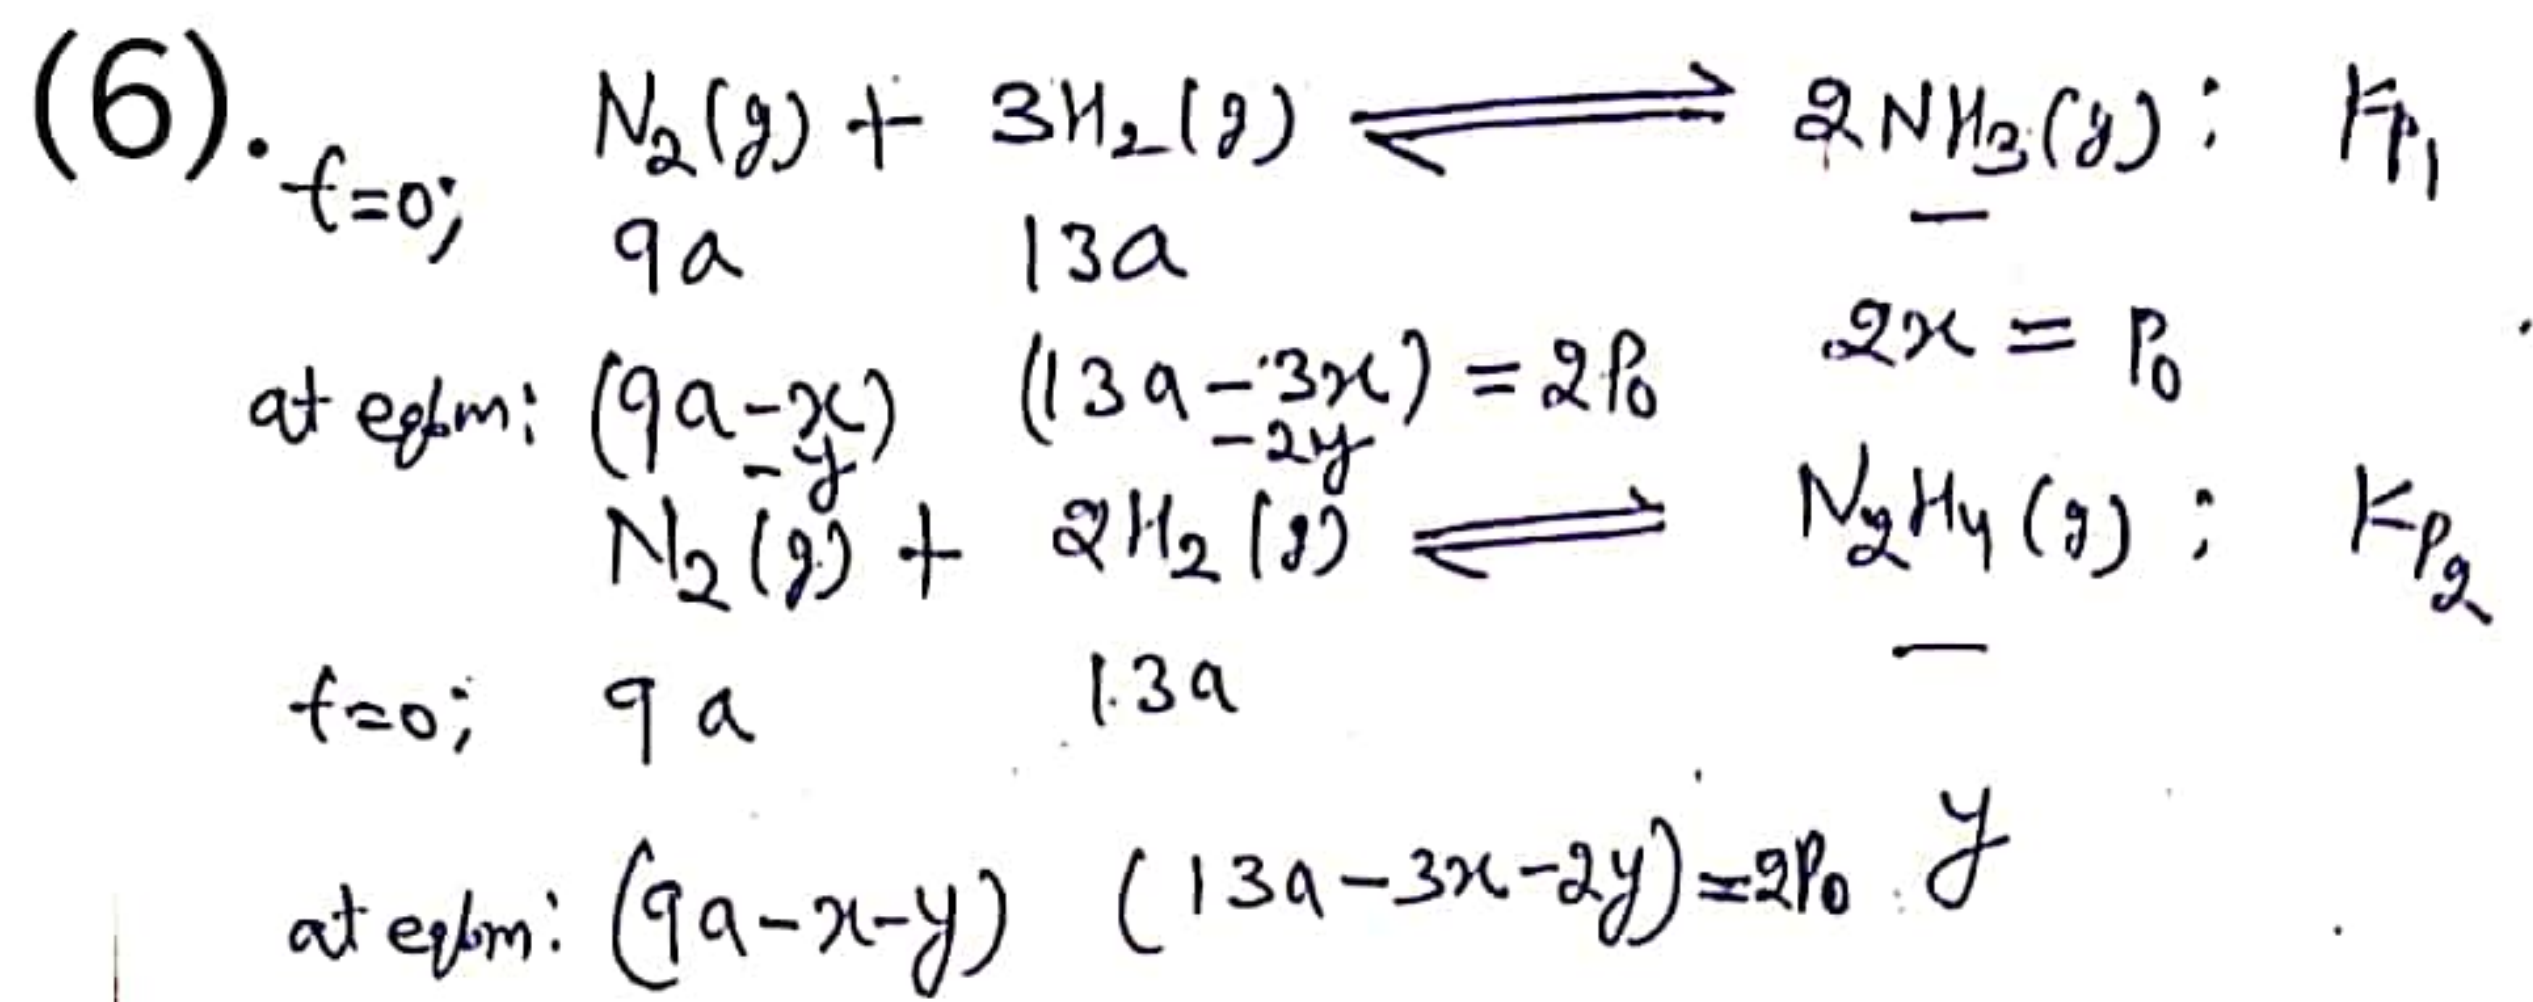 (6). N₂(g) + 3H₂(g) ⇌ 2NH₃(g) ; Kp₁
t=0; 9a 13a —
at eqbm: (9a-x-y) (13a-3x-2y) = 2P₀ 2x = P₀
N₂(g) + 2H₂(g) ⇌ N₂H₄(g) ; Kp₂
t=0; 9a 13a —
at eqbm: (9a-x-y) (13a-3x-2y)=2P₀ y